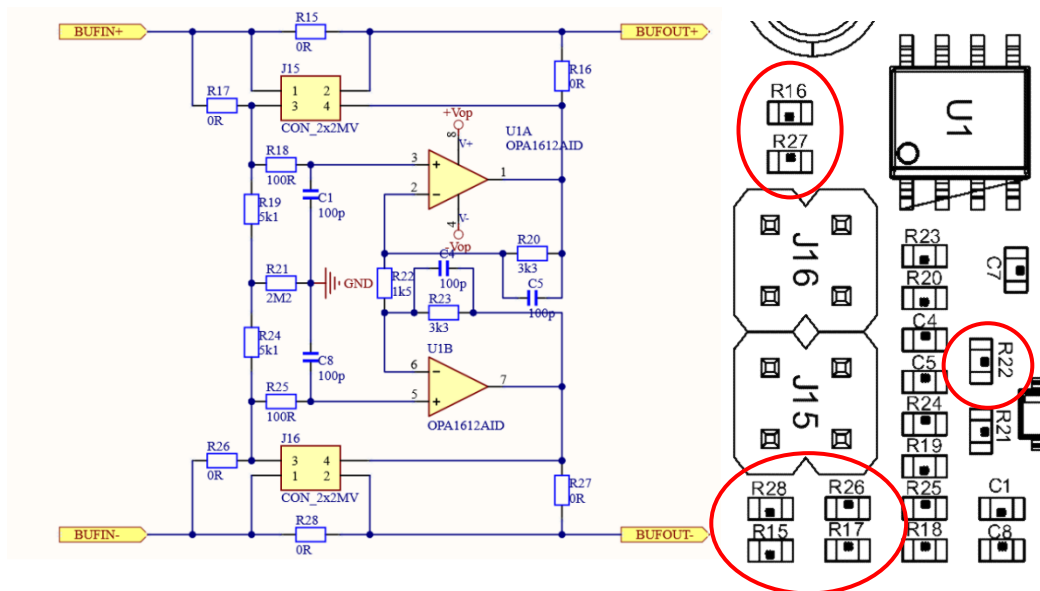 BUFIN+
R15
0R
BUFOUT+
J15
1 2
3 4
CON_2x2MV
R17
0R
R16
0R
+Vop
8
V+
U1A
OPA1612AID
R18
100R
3
+
1
2
−
C1
100p
R19
5k1
V-
4
-Vop
R20
3k3
R21
2M2
GND
R22
1k5
C4
100p
C5
100p
R23
3k3
R24
5k1
C8
100p
U1B
6
−
7
5
+
OPA1612AID
R25
100R
J16
R26
0R
3 4
1 2
CON_2x2MV
R27
0R
BUFIN-
R28
0R
BUFOUT-
R16
R27
U1
J16
R23
C7
R20
C4
J15
C5
R22
R24
R21
R19
R28
R26
R25
C1
R15
R17
R18
C8